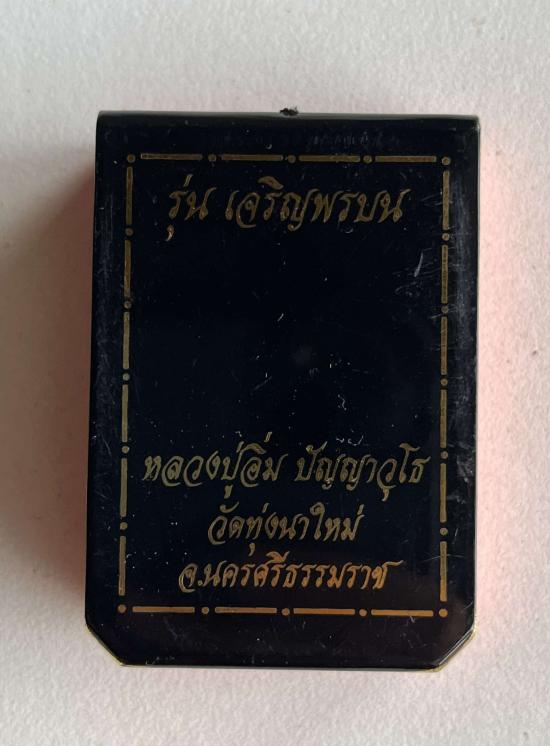 รุ่น เจริญพรบน
หลวงปู่อิ่ม ปัญญาวุโธ
วัดทุ่งนาใหม่
จ.นครศรีธรรมราช